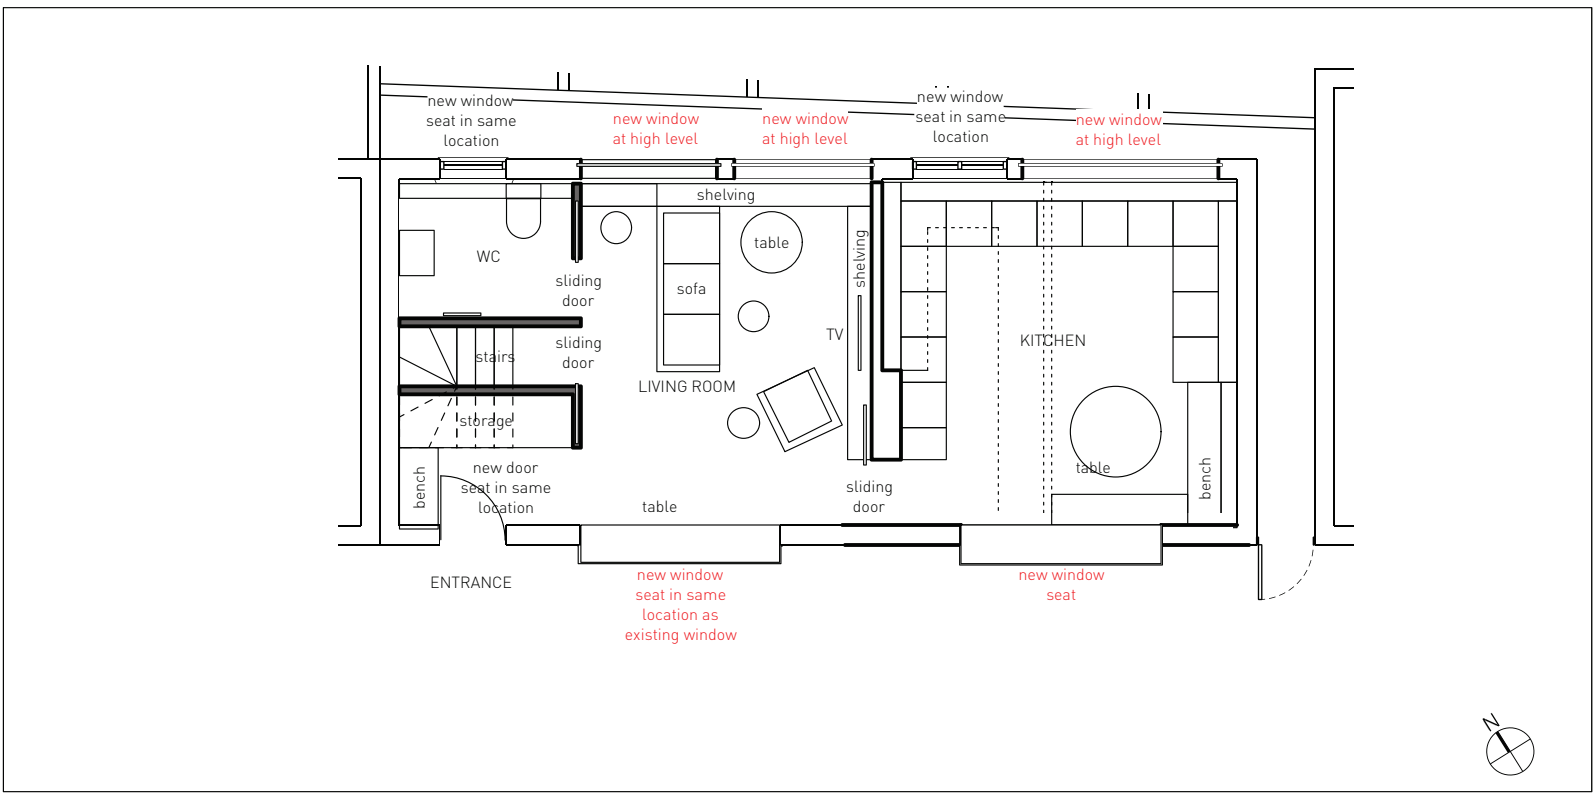 new window
seat in same
location
new window
at high level
new window
at high level
new window
seat in same
location
new window
at high level
shelving
WC
sliding
door
table
sofa
shelving
TV
KITCHEN
sliding
door
stairs
LIVING ROOM
storage
bench
new door
seat in same
location
table
sliding
door
table
bench
ENTRANCE
new window
seat in same
location as
existing window
new window
seat
N